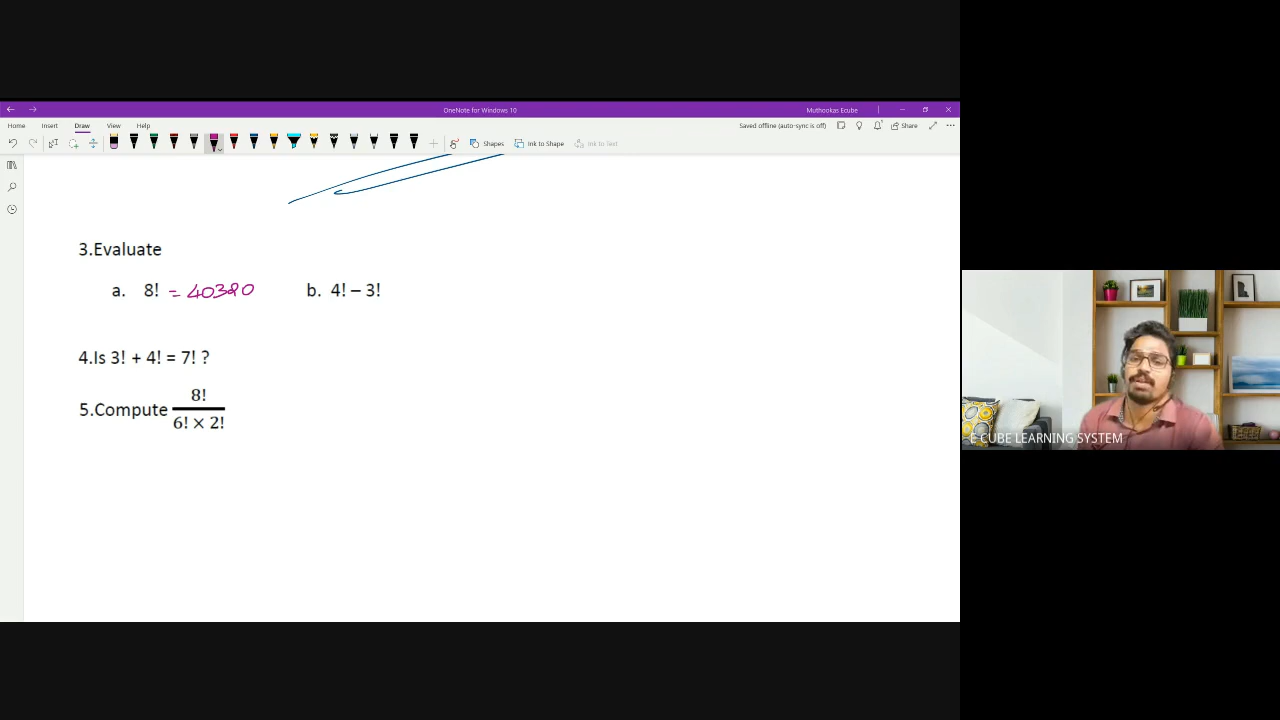 OneNote for Windows 10
Muthookas Ecube
Home Insert Draw View Help
Saved offline (auto-sync is off)
Share
Shapes
Ink to Shape
Ink to Text
3.Evaluate
a. 8! = 40320 b. 4! – 3!
4.Is 3! + 4! = 7! ?
5.Compute 8!
6! × 2!
E CUBE LEARNING SYSTEM